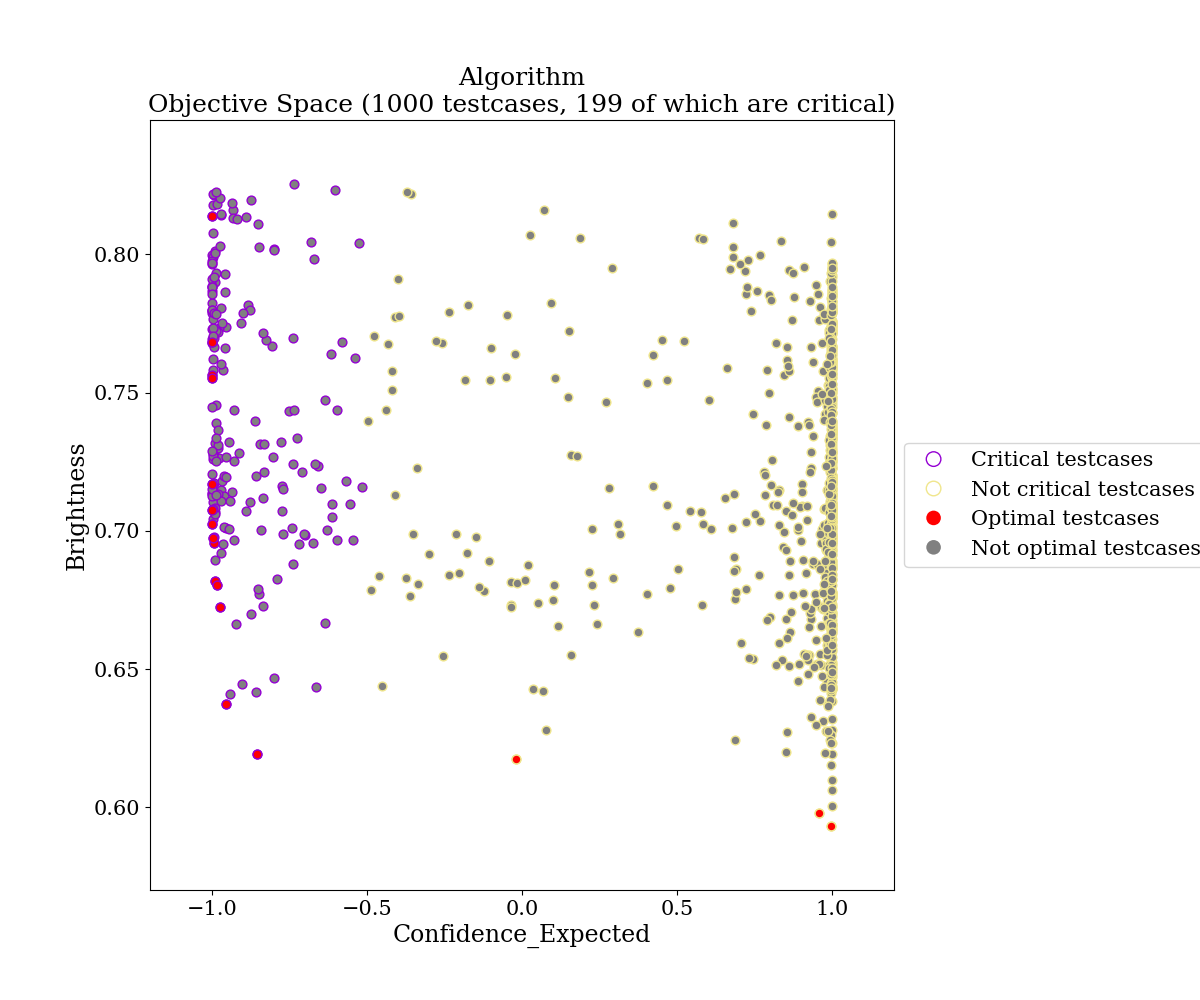 Algorithm
Objective Space (1000 testcases, 199 of which are critical)
0.80
0.75
0.70
0.65
0.60
Brightness
−1.0
−0.5
0.0
0.5
1.0
Confidence_Expected
Critical testcases
Not critical testcases
Optimal testcases
Not optimal testcases